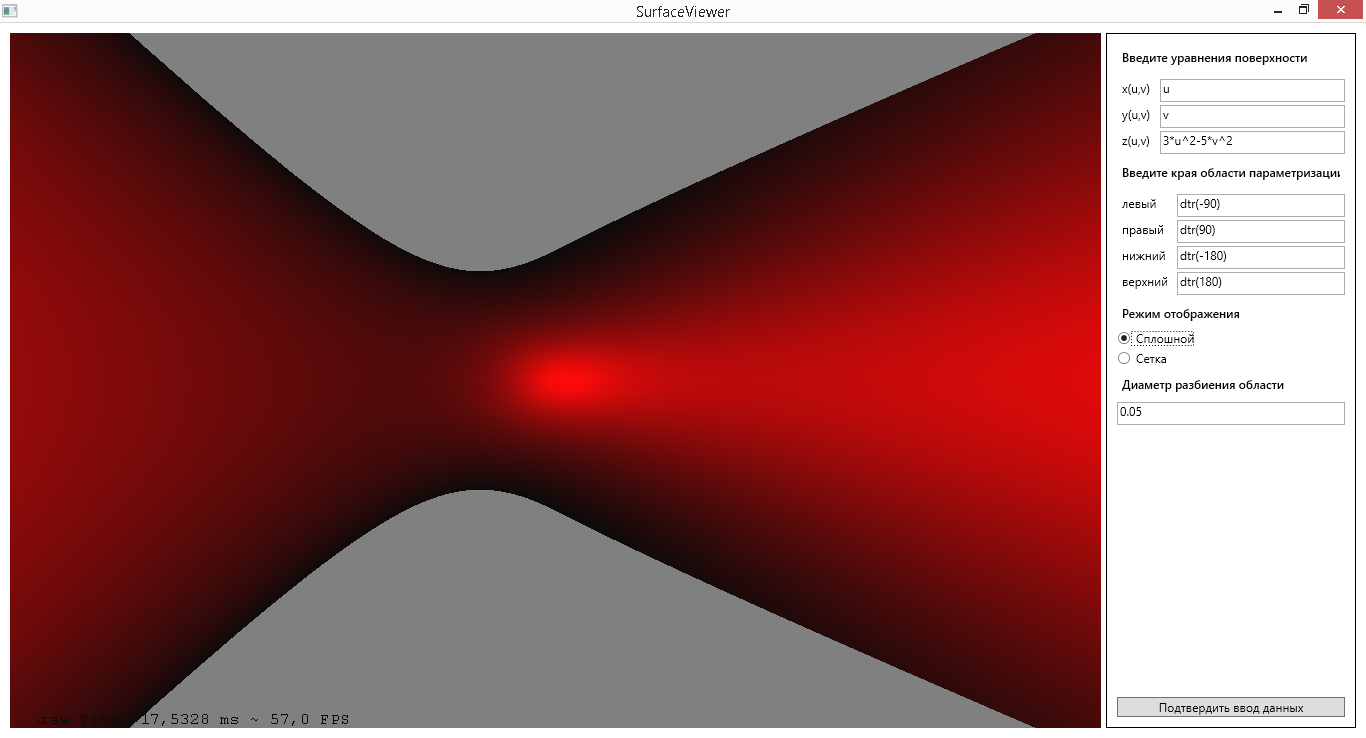 SurfaceViewer
Введите уравнения поверхности
x(u,v) u
y(u,v) v
z(u,v) 3*u^2-5*v^2
Введите края области параметризации
левый dtr(-90)
правый dtr(90)
нижний dtr(-180)
верхний dtr(180)
Режим отображения
Сплошной
Сетка
Диаметр разбиения области
0.05
Подтвердить ввод данных
raw Time: 17,5328 ms ~ 57,0 FPS